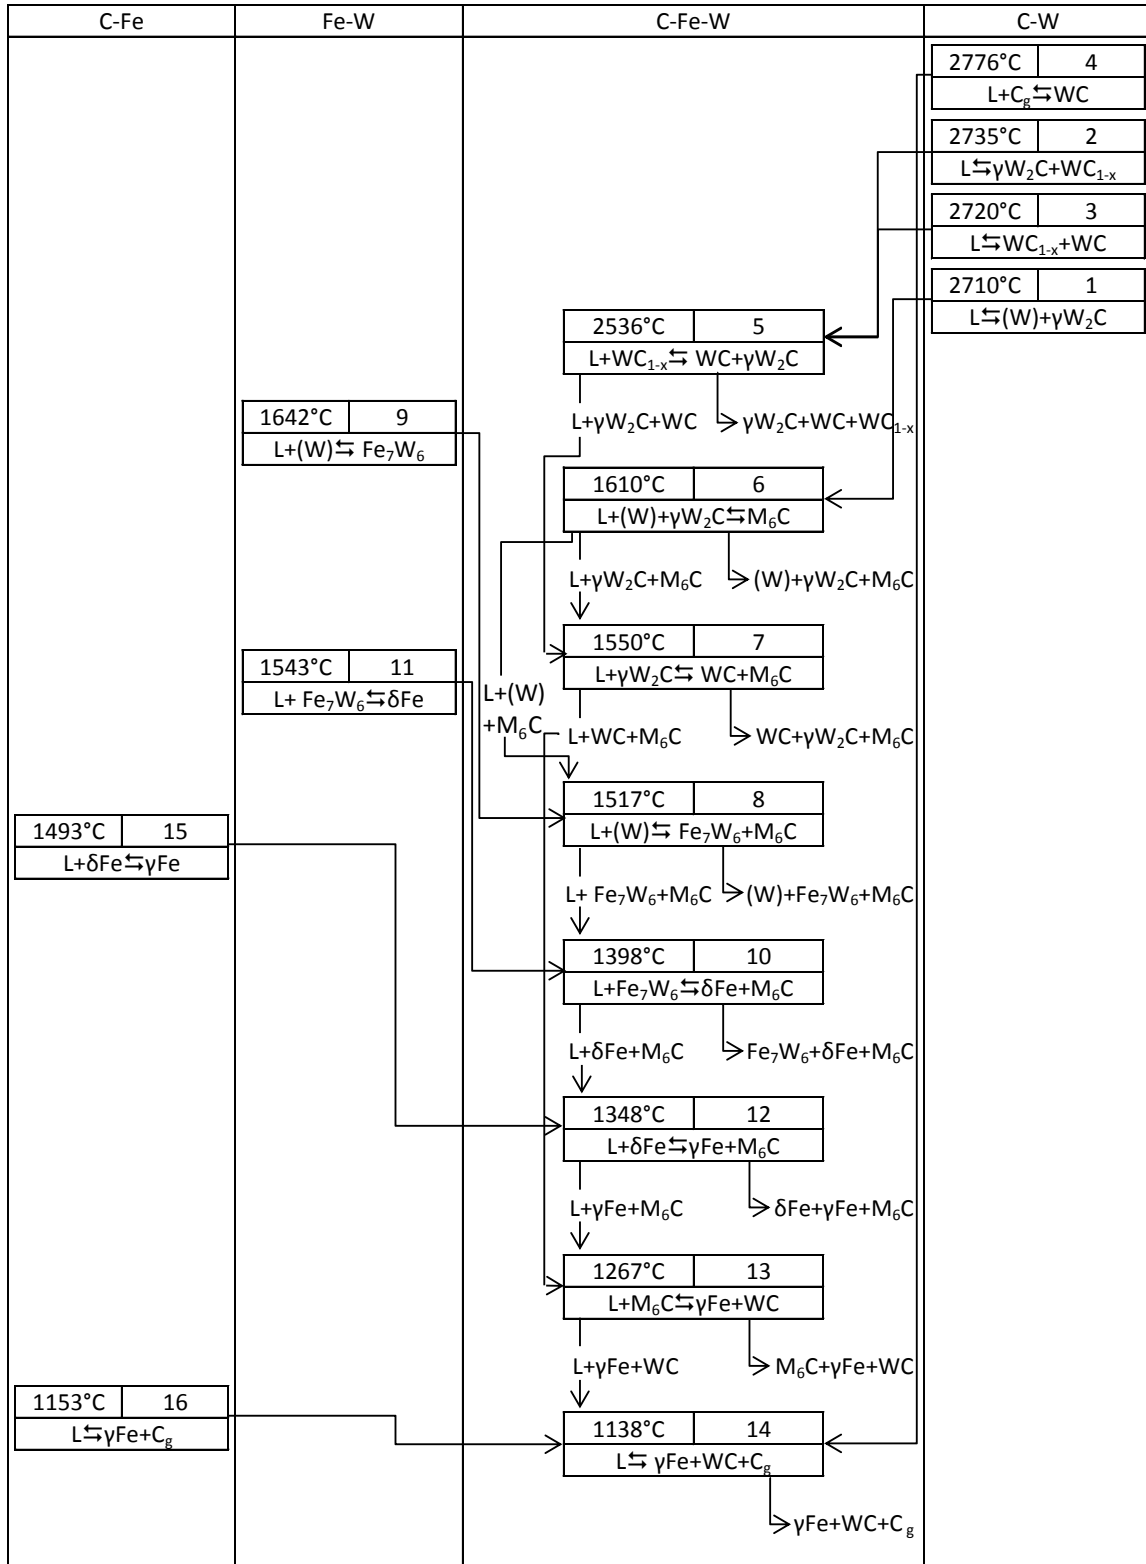 C-Fe Fe-W C-Fe-W C-W
2776°C 4
L+C_g⇆WC
2735°C 2
L⇆γW₂C+WC₁₋ₓ
2720°C 3
L⇆WC₁₋ₓ+WC
2710°C 1
L⇆(W)+γW₂C
2536°C 5
L+WC₁₋ₓ⇆ WC+γW₂C
L+γW₂C+WC γW₂C+WC+WC₁₋ₓ
1642°C 9
L+(W)⇆ Fe₇W₆
1610°C 6
L+(W)+γW₂C⇆M₆C
L+γW₂C+M₆C (W)+γW₂C+M₆C
1550°C 7
L+γW₂C⇆ WC+M₆C
1543°C 11
L+ Fe₇W₆⇆δFe
L+(W)
+M₆C
L+WC+M₆C WC+γW₂C+M₆C
1517°C 8
L+(W)⇆ Fe₇W₆+M₆C
1493°C 15
L+δFe⇆γFe
L+ Fe₇W₆+M₆C (W)+Fe₇W₆+M₆C
1398°C 10
L+Fe₇W₆⇆δFe+M₆C
L+δFe+M₆C Fe₇W₆+δFe+M₆C
1348°C 12
L+δFe⇆γFe+M₆C
L+γFe+M₆C δFe+γFe+M₆C
1267°C 13
L+M₆C⇆γFe+WC
L+γFe+WC M₆C+γFe+WC
1153°C 16
L⇆γFe+C_g
1138°C 14
L⇆ γFe+WC+C_g
γFe+WC+C_g